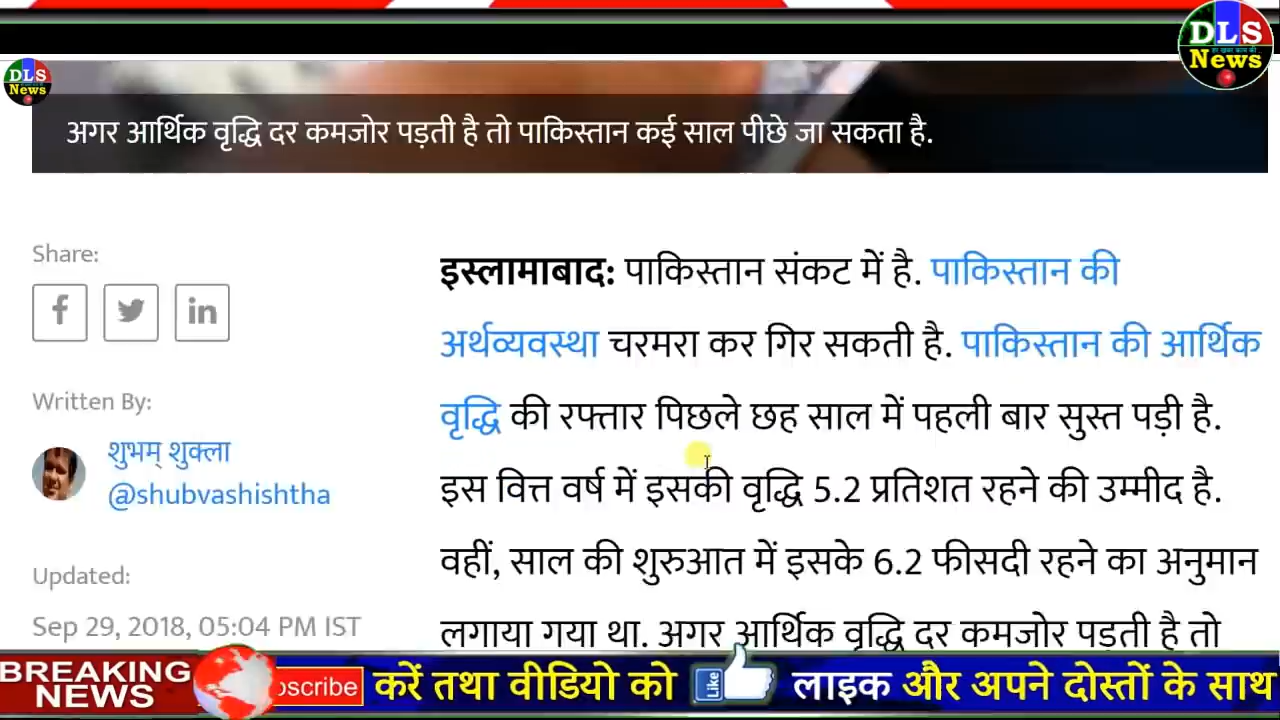 DLS
News
DLS
News
अगर आर्थिक वृद्धि दर कमजोर पड़ती है तो पाकिस्तान कई साल पीछे जा सकता है.
Share:
इस्लामाबाद: पाकिस्तान संकट में है. पाकिस्तान की
अर्थव्यवस्था चरमरा कर गिर सकती है. पाकिस्तान की आर्थिक
वृद्धि की रफ्तार पिछले छह साल में पहली बार सुस्त पड़ी है.
इस वित्त वर्ष में इसकी वृद्धि 5.2 प्रतिशत रहने की उम्मीद है.
वहीं, साल की शुरुआत में इसके 6.2 फीसदी रहने का अनुमान
लगाया गया था. अगर आर्थिक वृद्धि दर कमजोर पड़ती है तो
Written By:
शुभम् शुक्ला
@shubvashishtha
Updated:
Sep 29, 2018, 05:04 PM IST
BREAKING
NEWS
scribe करें तथा वीडियो को Like लाइक और अपने दोस्तों के साथ